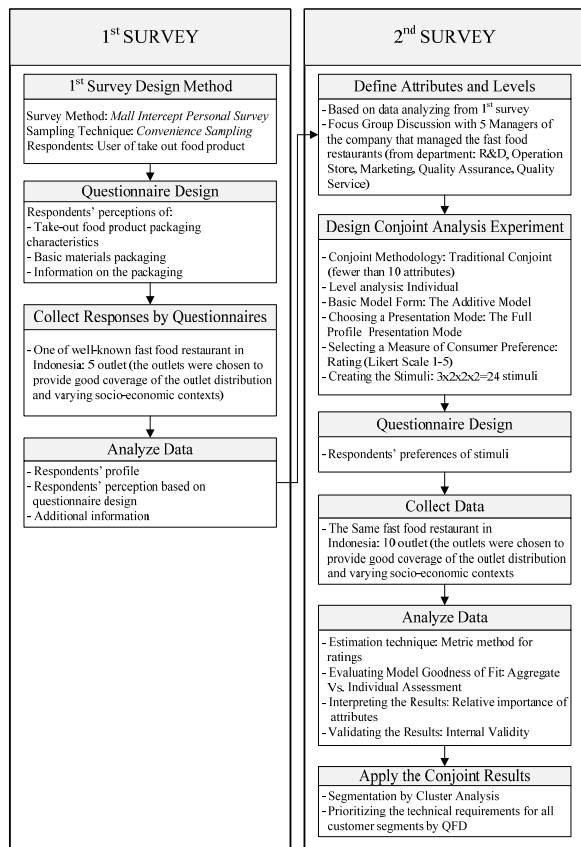 1st SURVEY
1st Survey Design Method
Survey Method: Mall Intercept Personal Survey
Sampling Technique: Convenience Sampling
Respondents: User of take out food product
Questionnaire Design
Respondents' perceptions of:
- Take-out food product packaging
characteristics
- Basic materials packaging
- Information on the packaging
Collect Responses by Questionnaires
- One of well-known fast food restaurant in
Indonesia: 5 outlet (the outlets were chosen to
provide good coverage of the outlet distribution
and varying socio-economic contexts)
Analyze Data
- Respondents' profile
- Respondents' perception based on
questionnaire design
- Additional information
2nd SURVEY
Define Attributes and Levels
- Based on data analyzing from 1st survey
- Focus Group Discussion with 5 Managers of
the company that managed the fast food
restaurants (from department: R&D, Operation
Store, Marketing, Quality Assurance, Quality
Service)
Design Conjoint Analysis Experiment
- Conjoint Methodology: Traditional Conjoint
(fewer than 10 attributes)
- Level analysis: Individual
- Basic Model Form: The Additive Model
- Choosing a Presentation Mode: The Full
Profile Presentation Mode
- Selecting a Measure of Consumer Preference:
Rating (Likert Scale 1-5)
- Creating the Stimuli: 3x2x2x2=24 stimuli
Questionnaire Design
- Respondents' preferences of stimuli
Collect Data
- The Same fast food restaurant in
Indonesia: 10 outlet (the outlets were chosen to
provide good coverage of the outlet distribution
and varying socio-economic contexts
Analyze Data
- Estimation technique: Metric method for
ratings
- Evaluating Model Goodness of Fit: Aggregate
Vs. Individual Assessment
- Interpreting the Results: Relative importance of
attributes
- Validating the Results: Internal Validity
Apply the Conjoint Results
- Segmentation by Cluster Analysis
- Prioritizing the technical requirements for all
customer segments by QFD